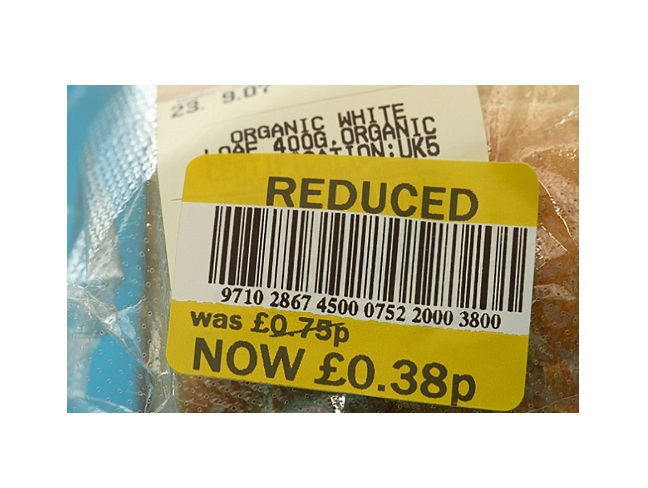 23. 9.07
ORGANIC WHITE
LOAF 400G.ORGANIC
:UK5
REDUCED
9710 2867 4500 0752 2000 3800
was £0.75p
NOW £0.38p